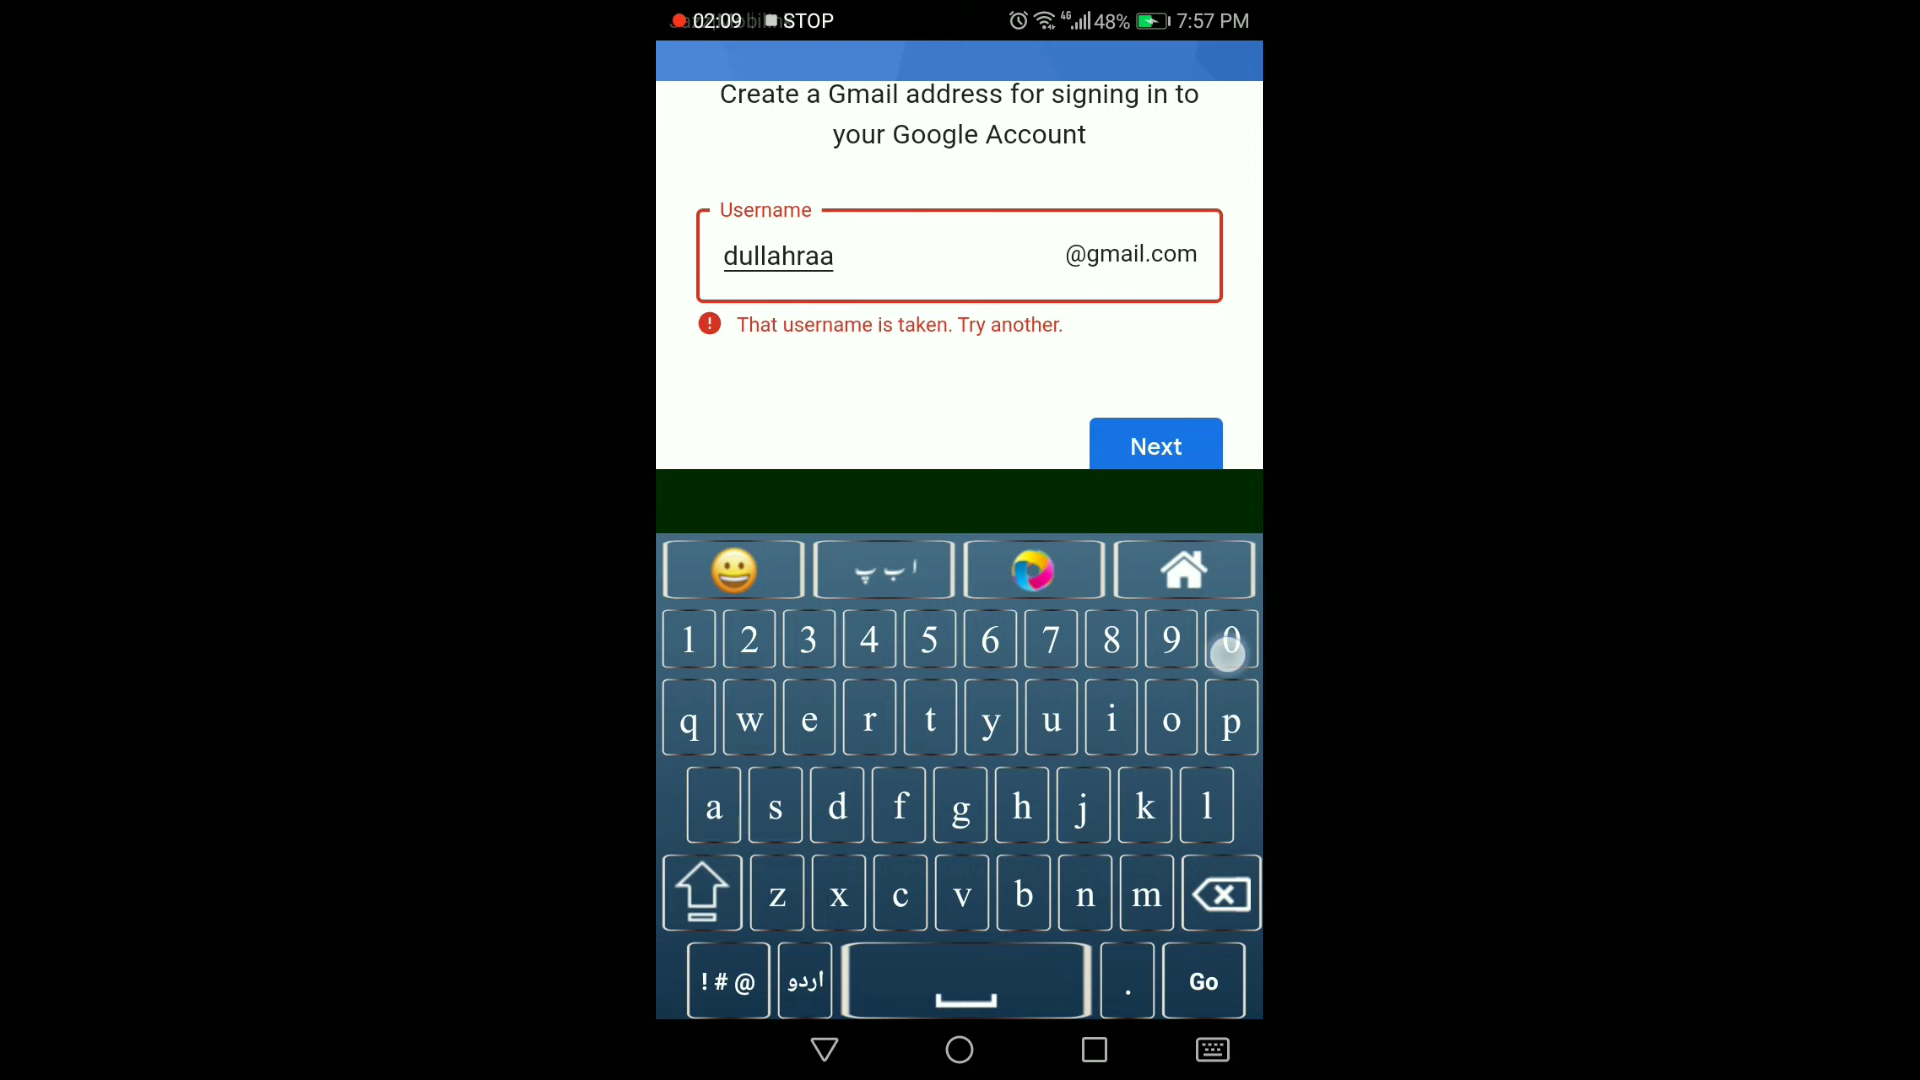 02:09 STOP 4G 48% 7:57 PM
Create a Gmail address for signing in to
your Google Account
Username
dullahraa @gmail.com
That username is taken. Try another.
Next
ا ب پ
1 2 3 4 5 6 7 8 9 0
q w e r t y u i o p
a s d f g h j k l
z x c v b n m
! # @ اردو . Go